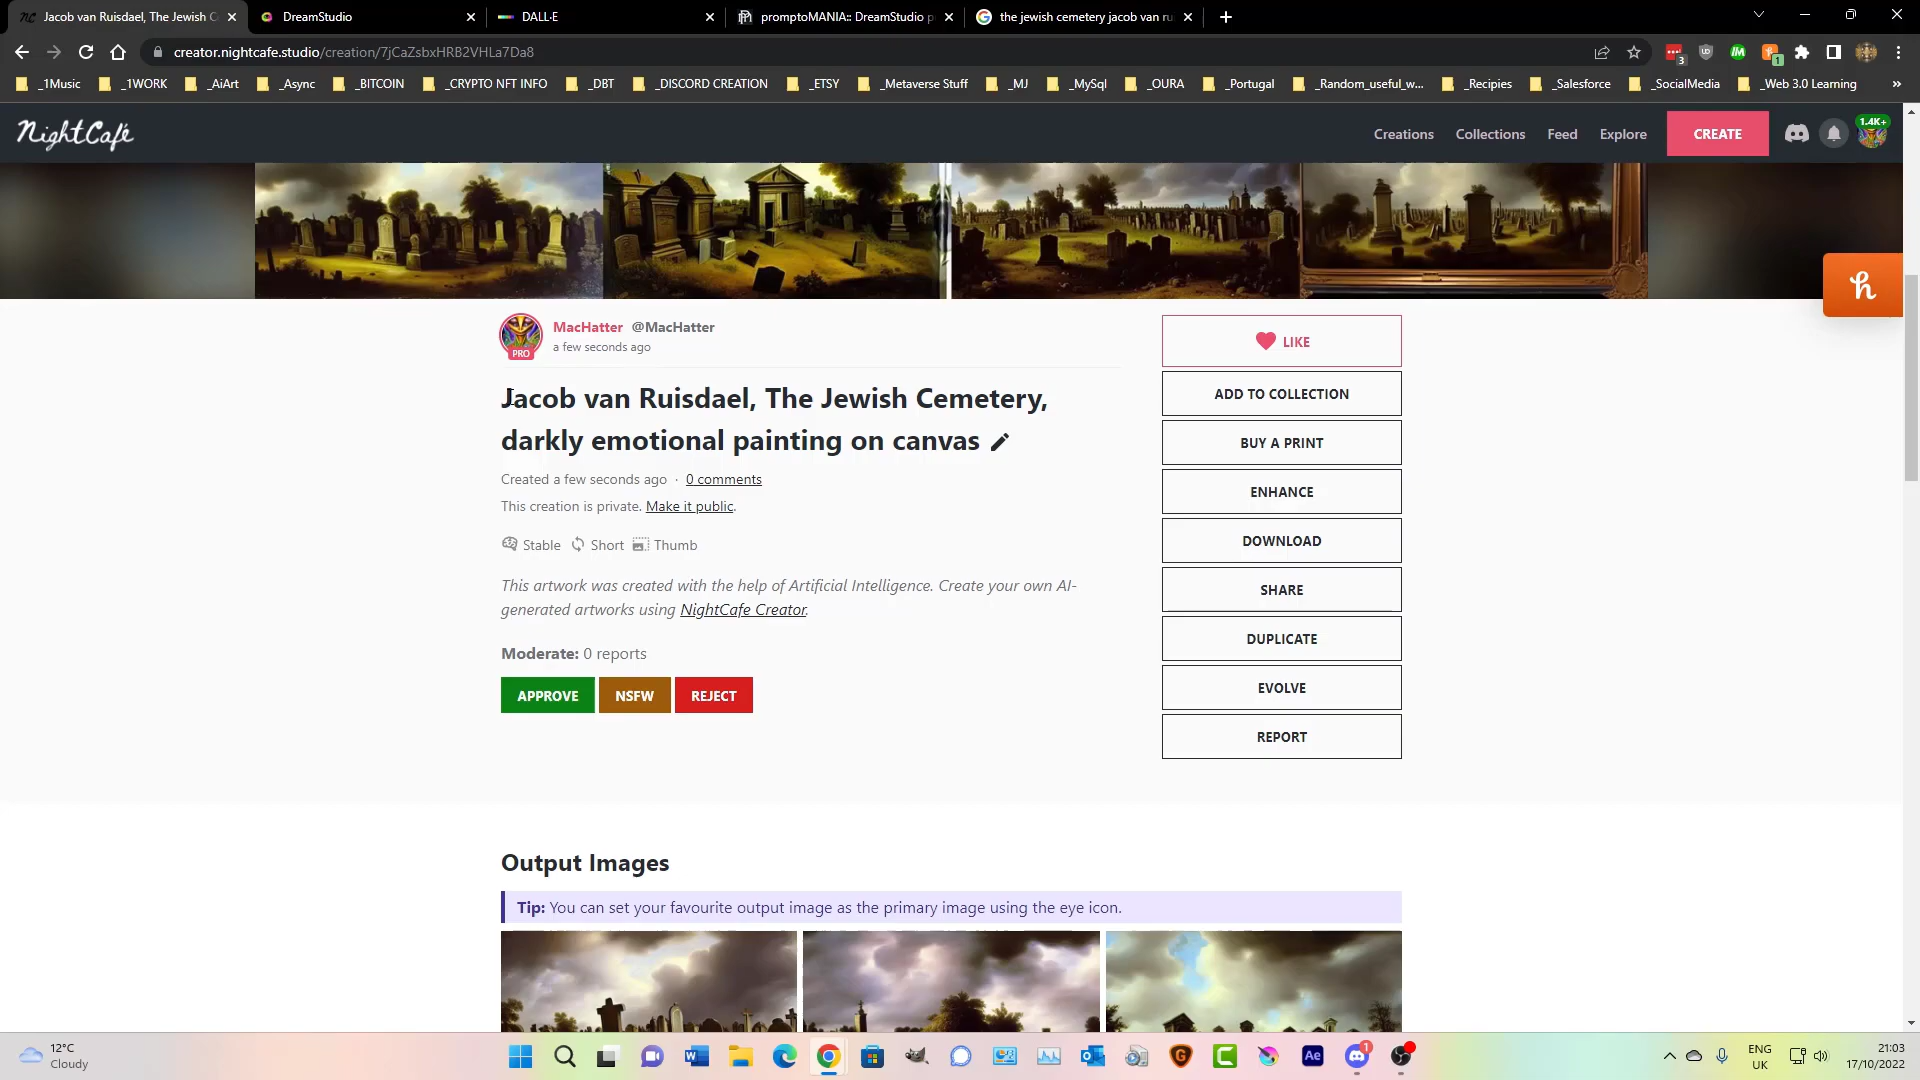 Jacob van Ruisdael, The Jewish C
DreamStudio
DALL·E
promptoMANIA:: DreamStudio p
the jewish cemetery jacob van ru
creator.nightcafe.studio/creation/7jCaZsbxHRB2VHLa7Da8
3
1
_1Music
_1WORK
_AiArt
_Async
_BITCOIN
_CRYPTO NFT INFO
_DBT
_DISCORD CREATION
_ETSY
_Metaverse Stuff
_MJ
_MySql
_OURA
_Portugal
_Random_useful_w...
_Recipies
_Salesforce
_SocialMedia
_Web 3.0 Learning
»
NightCafé
Creations
Collections
Feed
Explore
CREATE
1.4K+
h
MacHatter @MacHatter
PRO
a few seconds ago
Jacob van Ruisdael, The Jewish Cemetery,
darkly emotional painting on canvas
Created a few seconds ago · 0 comments
This creation is private. Make it public.
Stable Short Thumb
This artwork was created with the help of Artificial Intelligence. Create your own AI-
generated artworks using NightCafe Creator.
Moderate: 0 reports
APPROVE
NSFW
REJECT
LIKE
ADD TO COLLECTION
BUY A PRINT
ENHANCE
DOWNLOAD
SHARE
DUPLICATE
EVOLVE
REPORT
Output Images
Tip: You can set your favourite output image as the primary image using the eye icon.
12°C
Cloudy
W
G
C
Ae
1
ENG
UK
21:03
17/10/2022